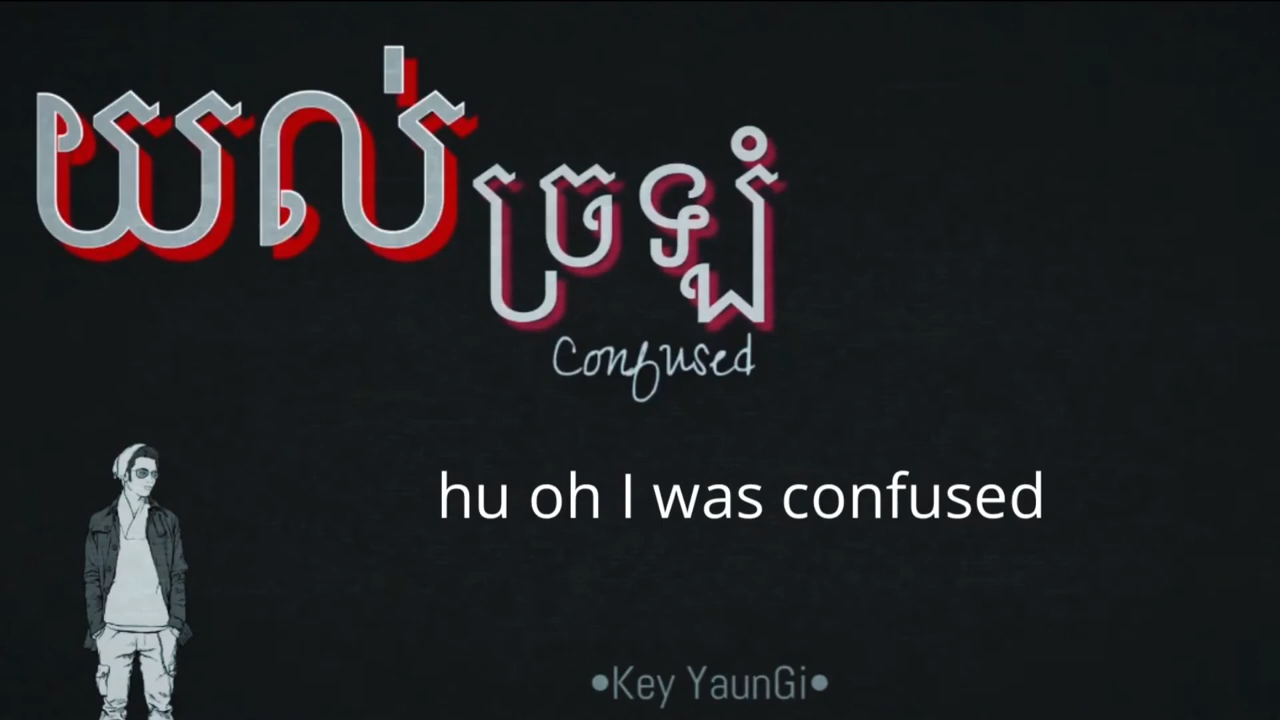 យល់ច្រឡំ
Confused
hu oh I was confused
•Key YaunGi•